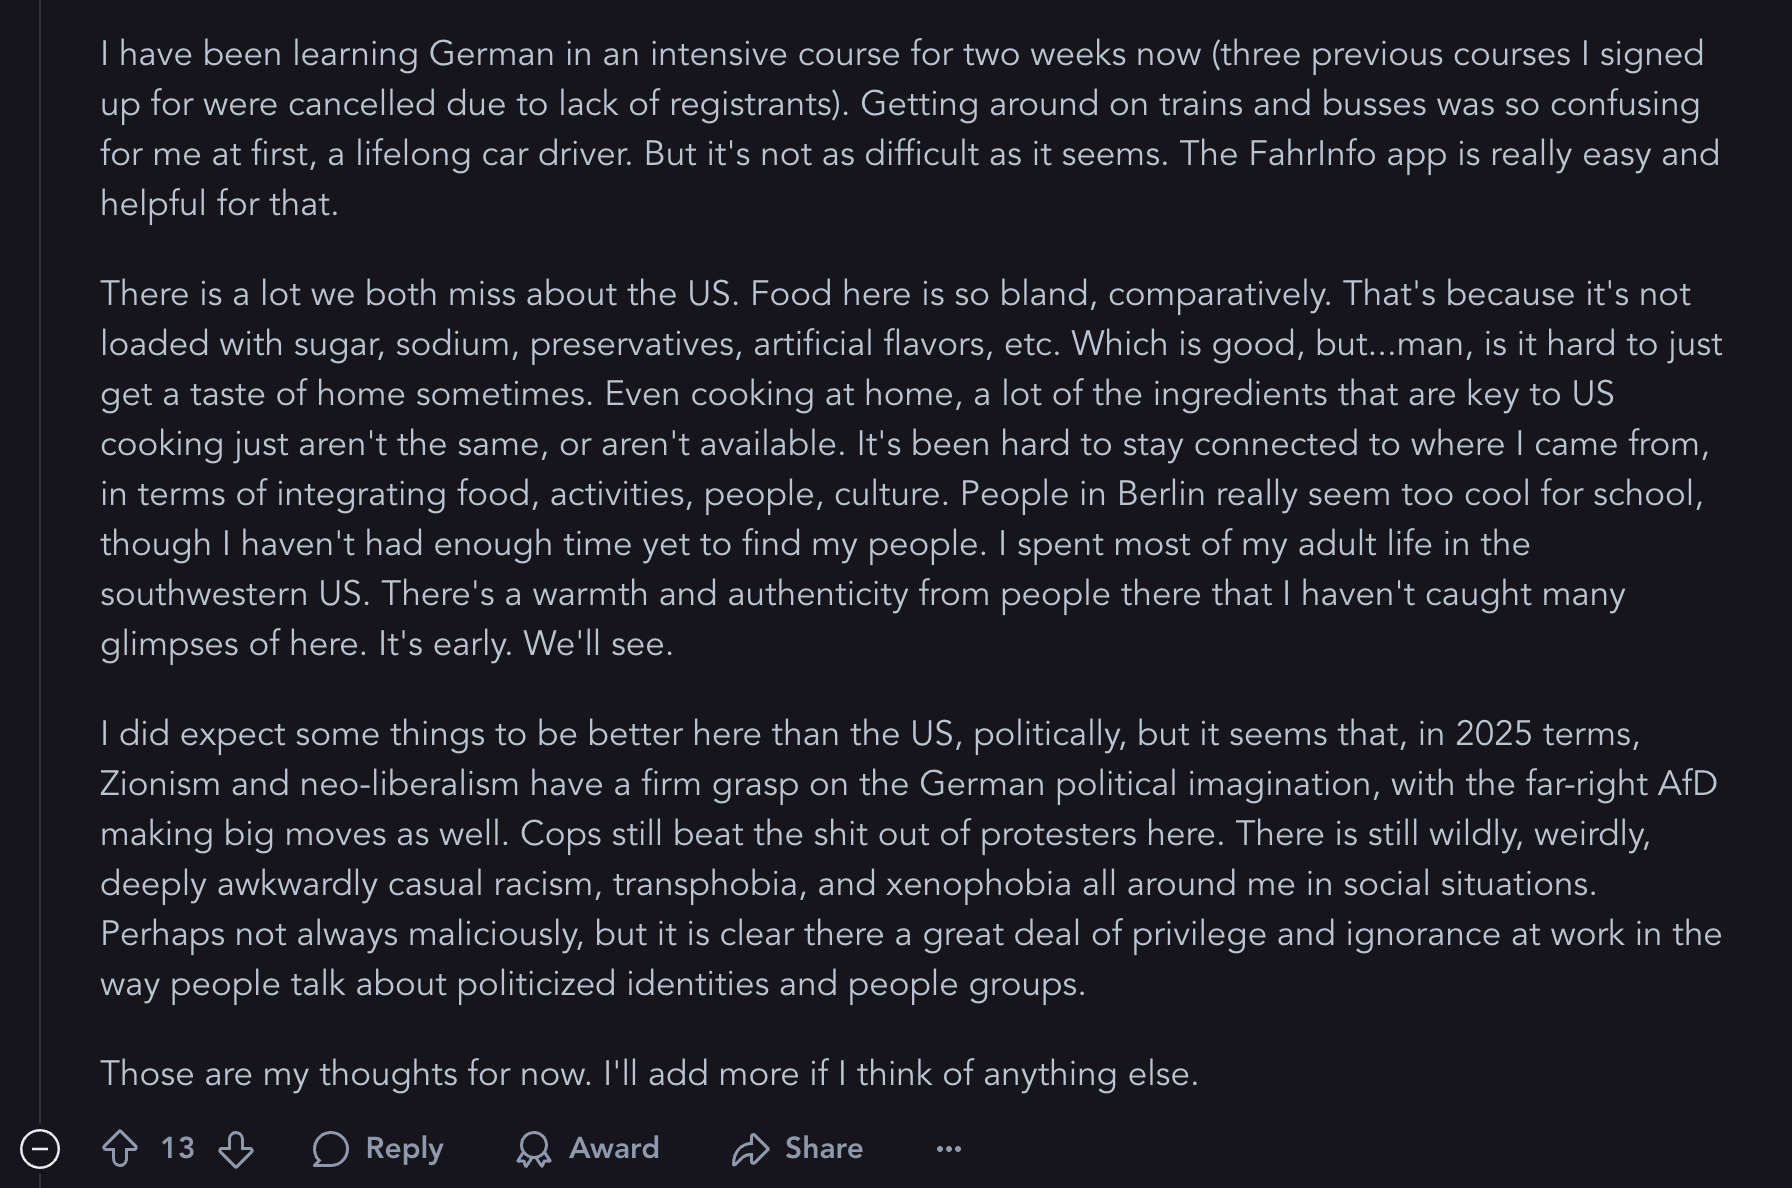 I have been learning German in an intensive course for two weeks now (three previous courses I signed
up for were cancelled due to lack of registrants). Getting around on trains and busses was so confusing
for me at first, a lifelong car driver. But it's not as difficult as it seems. The FahrInfo app is really easy and
helpful for that.
There is a lot we both miss about the US. Food here is so bland, comparatively. That's because it's not
loaded with sugar, sodium, preservatives, artificial flavors, etc. Which is good, but...man, is it hard to just
get a taste of home sometimes. Even cooking at home, a lot of the ingredients that are key to US
cooking just aren't the same, or aren't available. It's been hard to stay connected to where I came from,
in terms of integrating food, activities, people, culture. People in Berlin really seem too cool for school,
though I haven't had enough time yet to find my people. I spent most of my adult life in the
southwestern US. There's a warmth and authenticity from people there that I haven't caught many
glimpses of here. It's early. We'll see.
I did expect some things to be better here than the US, politically, but it seems that, in 2025 terms,
Zionism and neo-liberalism have a firm grasp on the German political imagination, with the far-right AfD
making big moves as well. Cops still beat the shit out of protesters here. There is still wildly, weirdly,
deeply awkwardly casual racism, transphobia, and xenophobia all around me in social situations.
Perhaps not always maliciously, but it is clear there a great deal of privilege and ignorance at work in the
way people talk about politicized identities and people groups.
Those are my thoughts for now. I'll add more if I think of anything else.
13 Reply Award Share ...